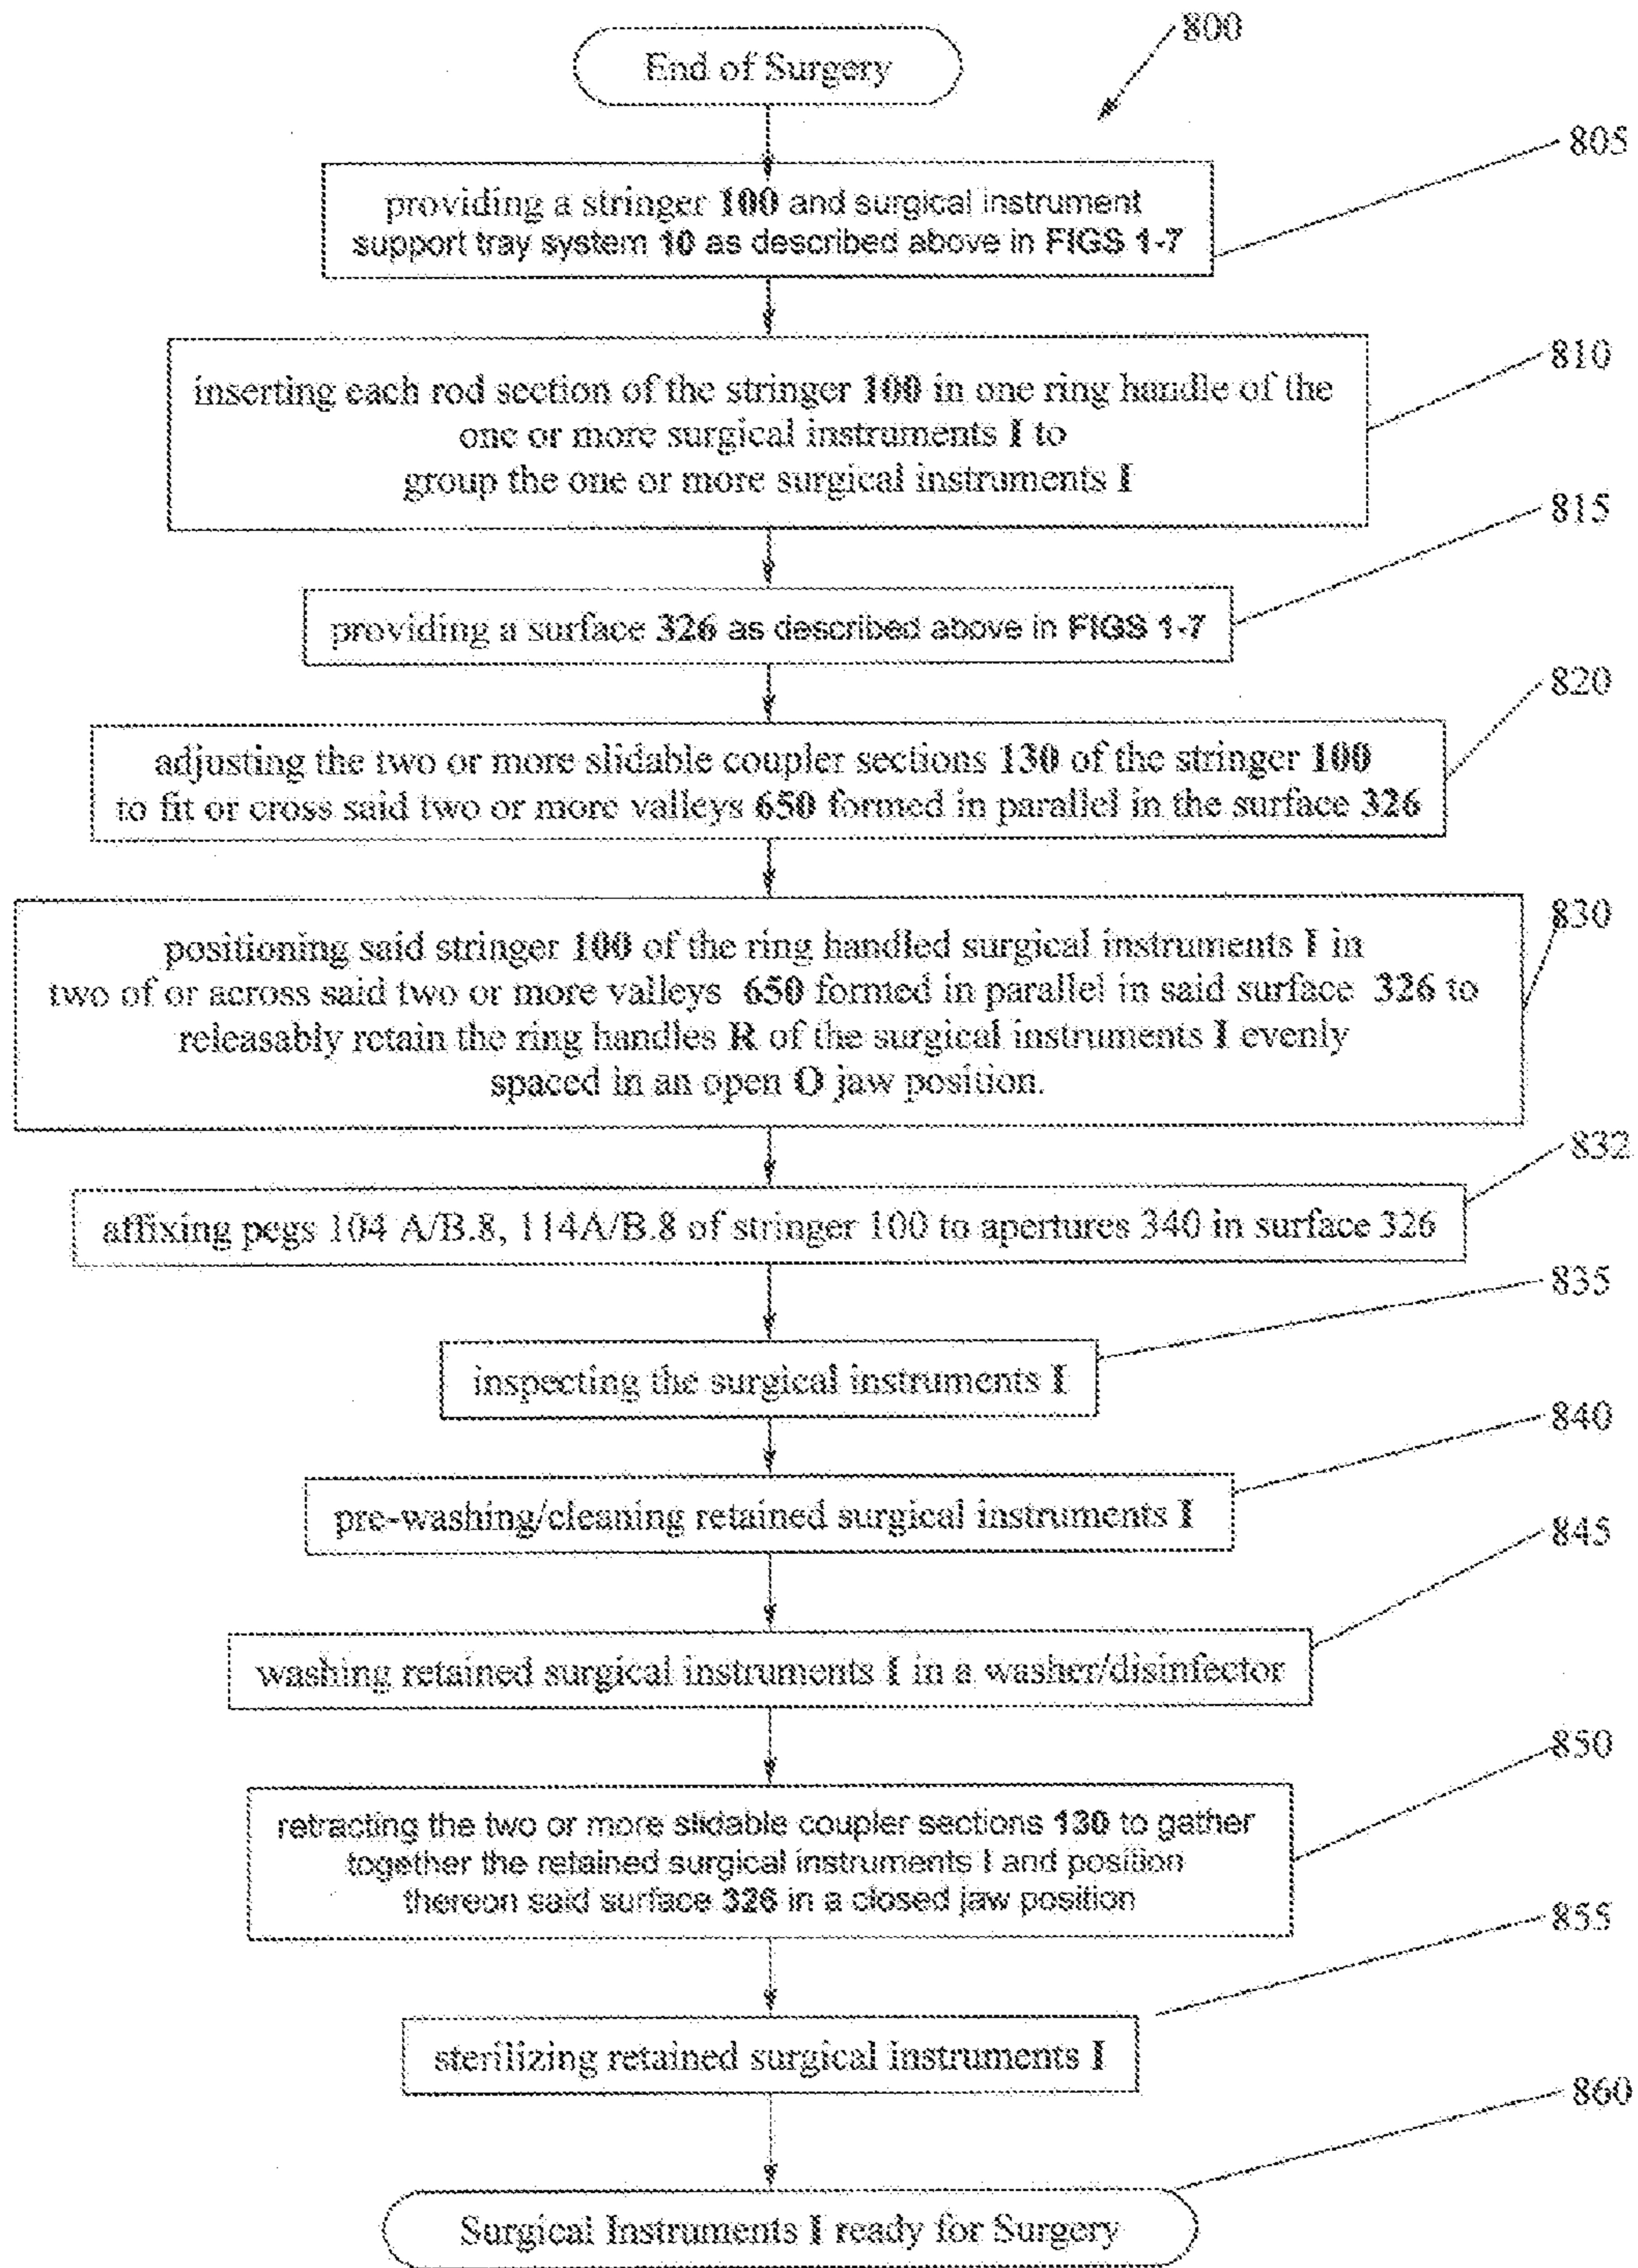 800
End of Surgery
805
providing a stringer 100 and surgical instrument
support tray system 10 as described above in FIGS 1-7
810
inserting each rod section of the stringer 100 in one ring handle of the
one or more surgical instruments I to
group the one or more surgical instruments I
815
providing a surface 326 as described above in FIGS 1-7
820
adjusting the two or more slidable coupler sections 130 of the stringer 100
to fit or cross said two or more valleys 650 formed in parallel in the surface 326
830
positioning said stringer 100 of the ring handled surgical instruments I in
two of or across said two or more valleys 650 formed in parallel in said surface 326 to
releasably retain the ring handles R of the surgical instruments I evenly
spaced in an open O jaw position.
832
affixing pegs 104 A/B.8, 114A/B.8 of stringer 100 to apertures 340 in surface 326
835
inspecting the surgical instruments I
840
pre-washing/cleaning retained surgical instruments I
845
washing retained surgical instruments I in a washer/disinfector
850
retracting the two or more slidable coupler sections 130 to gather
together the retained surgical instruments I and position
thereon said surface 326 in a closed jaw position
855
sterilizing retained surgical instruments I
860
Surgical Instruments I ready for Surgery